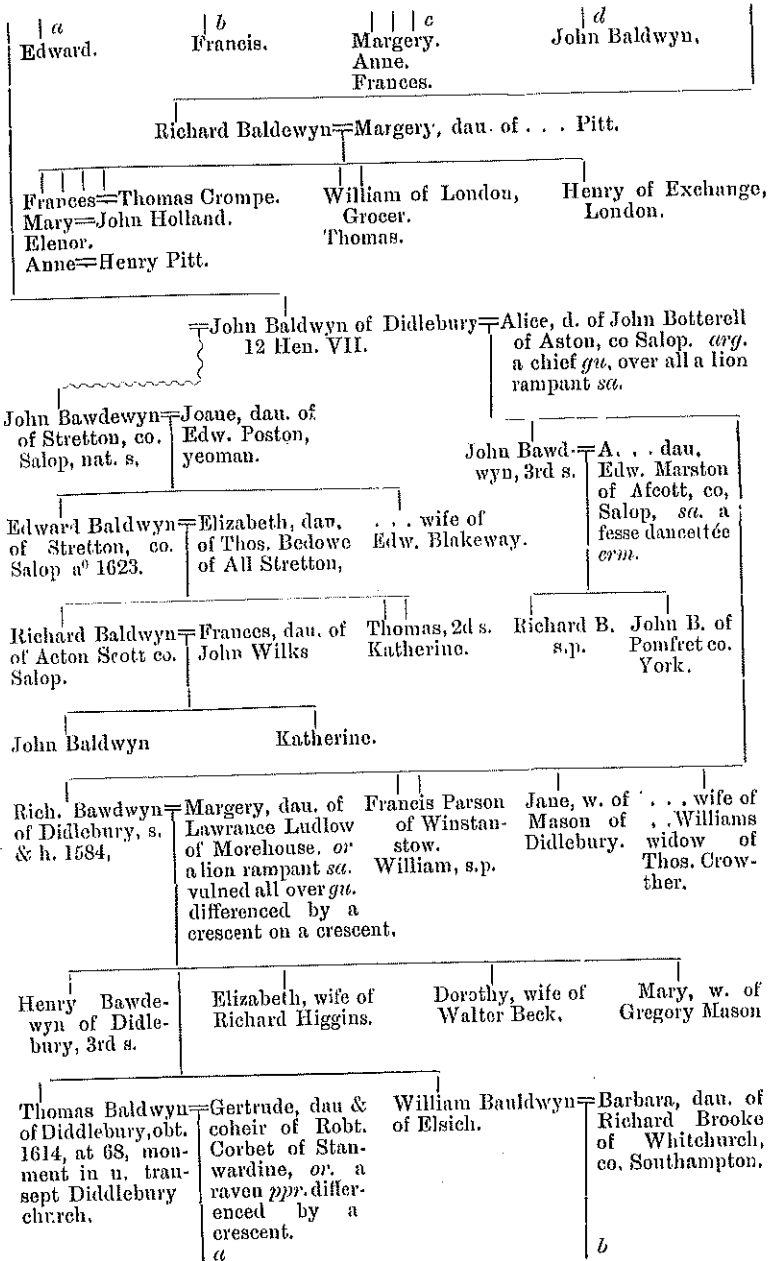 a b c d
Edward. Francis. Margery. John Baldwyn.
Anne.
Frances.
Richard Baldewyn=Margery, dau. of . . . Pitt.
Frances=Thomas Crompe.
Mary=John Holland.
Elenor.
Anne=Henry Pitt.
William of London,
Grocer.
Thomas.
Henry of Exchange,
London.
=John Baldwyn of Didlebury=
12 Hen. VII.
Alice, d. of John Botterell
of Aston, co Salop. arg.
a chief gu. over all a lion
rampant sa.
John Bawdewyn=
of Stretton, co.
Salop, nat. s.
Joane, dau. of
Edw. Poston,
yeoman.
John Bawd-=
wyn, 3rd s.
A. . . dau.
Edw. Marston
of Afcott, co,
Salop, sa. a
fesse dancettée
erm.
Edward Baldwyn=
of Stretton, co.
Salop aº 1623.
Elizabeth, dau.
of Thos. Bedowe
of All Stretton,
. . . wife of
Edw. Blakeway.
Richard Baldwyn=
of Acton Scott co.
Salop.
Frances, dau. of
John Wilks
Thomas, 2d s.
Katherine.
Richard B.
s.p.
John B. of
Pomfret co.
York.
John Baldwyn
Katherine.
Rich. Bawdwyn=
of Didlebury, s.
& h. 1584,
Margery, dau. of
Lawrance Ludlow
of Morehouse, or
a lion rampant sa.
vulned all over gu.
differenced by a
crescent on a crescent.
Francis Parson
of Winstan-
stow.
William, s.p.
Jane, w. of
Mason of
Didlebury.
. . . wife of
. . Williams
widow of
Thos. Crow-
ther.
Henry Bawde-
wyn of Didle-
bury, 3rd s.
Elizabeth, wife of
Richard Higgins.
Dorothy, wife of
Walter Beck.
Mary, w. of
Gregory Mason
Thomas Baldwyn=
of Diddlebury, obt.
1614, at 68, monu-
ment in n. tran-
sept Diddlebury
church.
Gertrude, dau &
coheir of Robt.
Corbet of Stan-
wardine, or. a
raven ppr. differ-
enced by a
crescent.
a
William Bauldwyn=
of Elsich.
Barbara, dau. of
Richard Brooke
of Whitchurch,
co. Southampton.
b